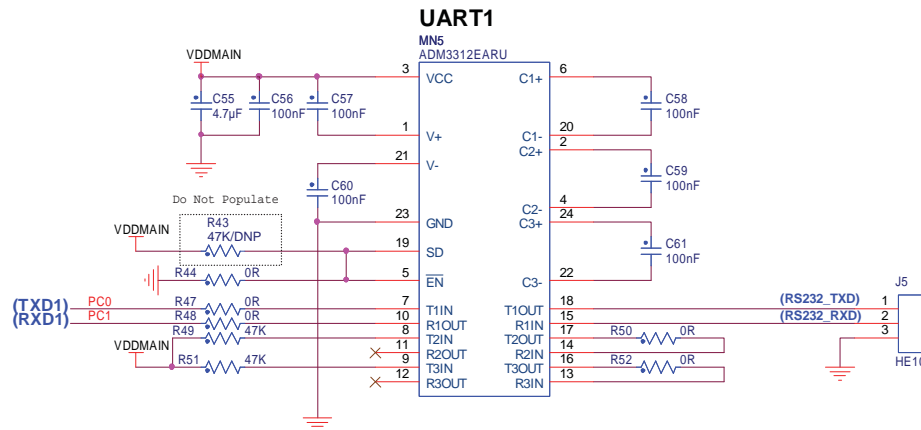 UART1
MN5
ADM3312EARU
VDDMAIN
3 VCC C1+ 6
C55 4.7µF
C56 100nF
C57 100nF
C58 100nF
1 V+ C1- 20
C2+ 2
21 V-
C60 100nF
C59 100nF
Do Not Populate
C2- 4
23 GND C3+ 24
R43
47K/DNP
VDDMAIN
19 SD
C61 100nF
R44 0R
5 EN C3- 22
J5
(TXD1) PC0 R47 0R 7 T1IN T1OUT 18 (RS232_TXD) 1
(RXD1) PC1 R48 0R 10 R1OUT R1IN 15 (RS232_RXD) 2
R49 47K 8 T2IN T2OUT 17 R50 0R 3
VDDMAIN 11 R2OUT R2IN 14
R51 47K 9 T3IN T3OUT 16 R52 0R
12 R3OUT R3IN 13
HE10